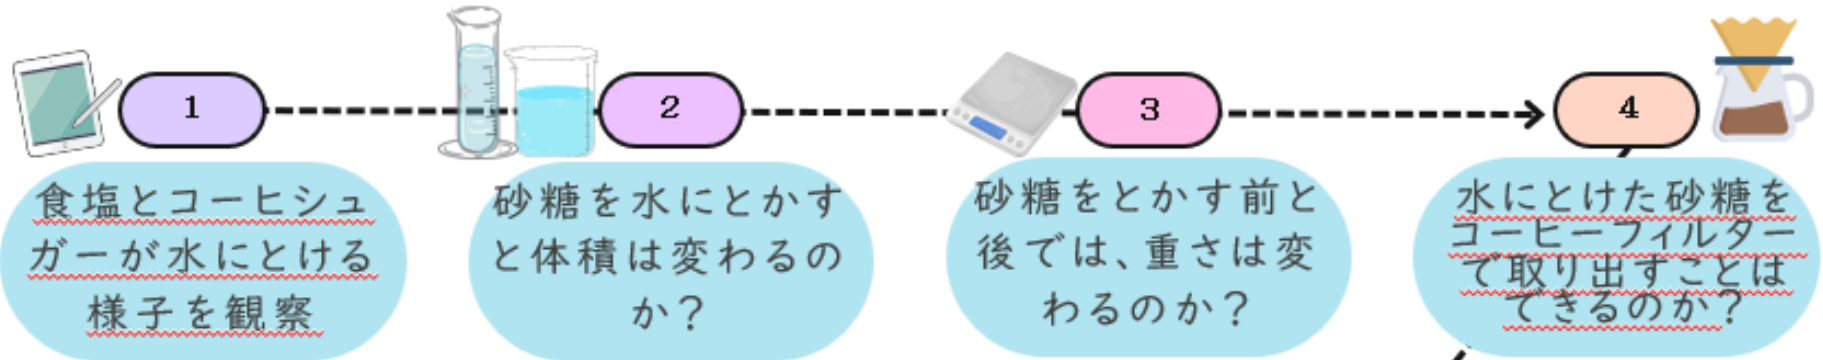 1
食塩とコーヒシュ
ガーが水にとける
様子を観察
2
砂糖を水にとかす
と体積は変わるの
か？
3
砂糖をとかす前と
後では、重さは変
わるのか？
4
水にとけた砂糖を
コーヒーフィルター
で取り出すことは
できるのか？